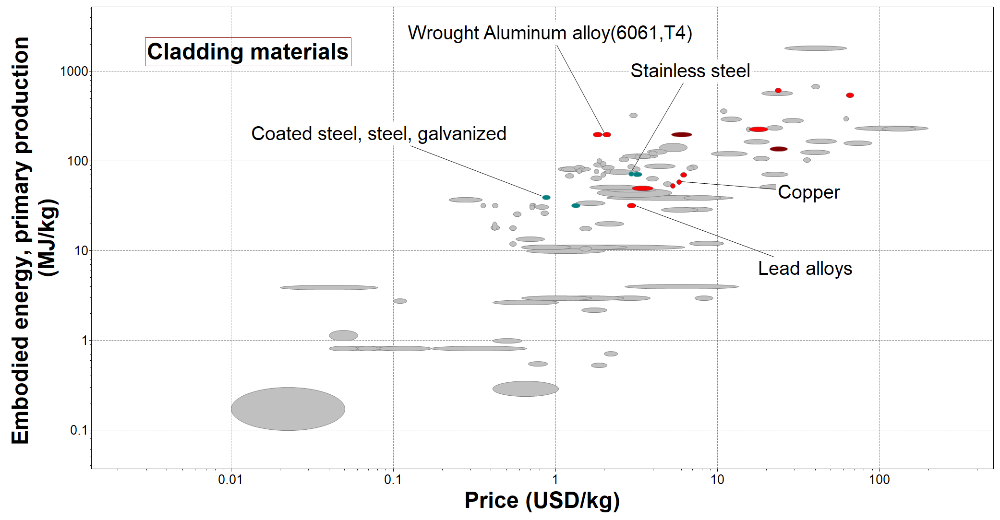 Wrought Aluminum alloy(6061,T4)
Cladding materials
Stainless steel
Coated steel, steel, galvanized
Copper
Lead alloys
Embodied energy, primary production
(MJ/kg)
1000
100
10
1
0.1
0.01
0.1
1
10
100
Price (USD/kg)